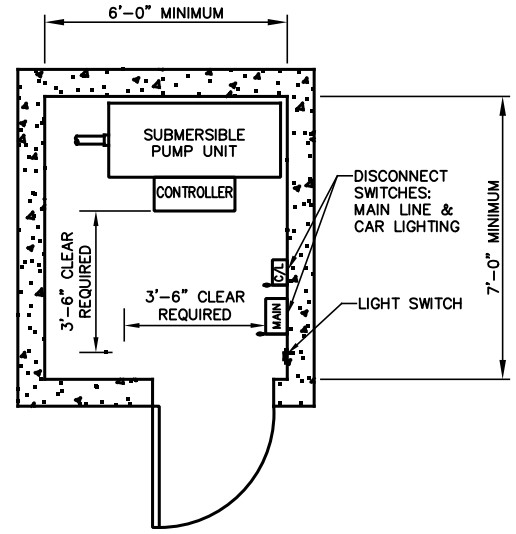 6'-0" MINIMUM
SUBMERSIBLE
PUMP UNIT
CONTROLLER
DISCONNECT
SWITCHES:
MAIN LINE &
CAR LIGHTING
7'-0" MINIMUM
3'-6" CLEAR
REQUIRED
C/L
3'-6" CLEAR
REQUIRED
MAIN
LIGHT SWITCH